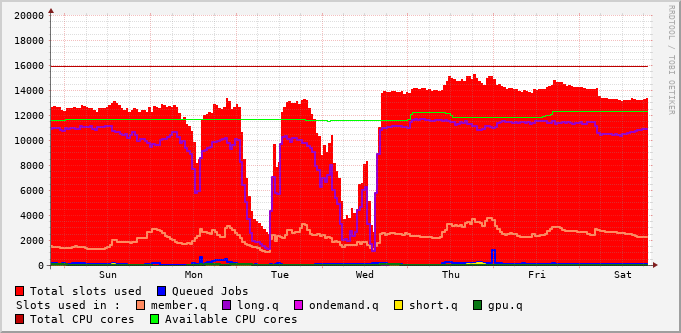 20000
18000
16000
14000
12000
10000
8000
6000
4000
2000
0
Sun Mon Tue Wed Thu Fri Sat
RRDTOOL / TOBI OETIKER
Total slots used Queued Jobs
Slots used in : member.q long.q ondemand.q short.q gpu.q
Total CPU cores Available CPU cores